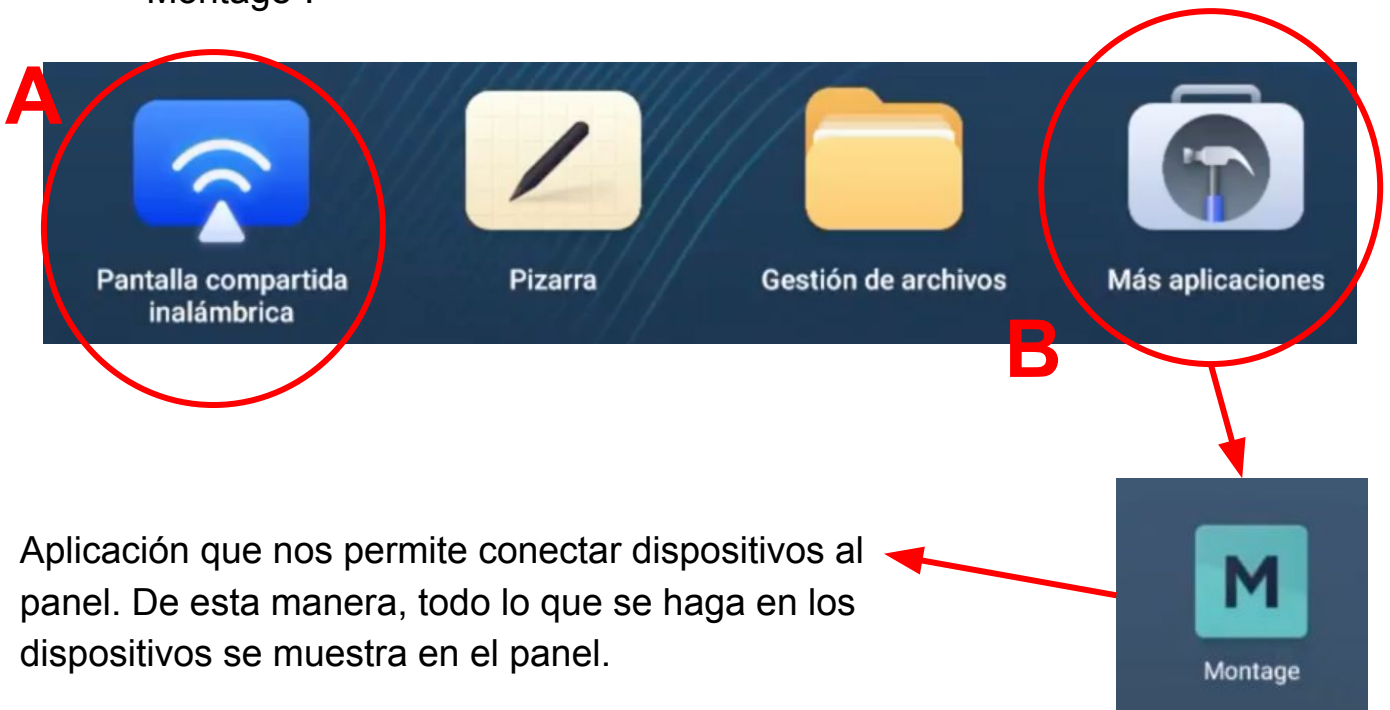 A
Pantalla compartida
inalámbrica
Pizarra
Gestión de archivos
Más aplicaciones
B
Aplicación que nos permite conectar dispositivos al
panel. De esta manera, todo lo que se haga en los
dispositivos se muestra en el panel.
M
Montage